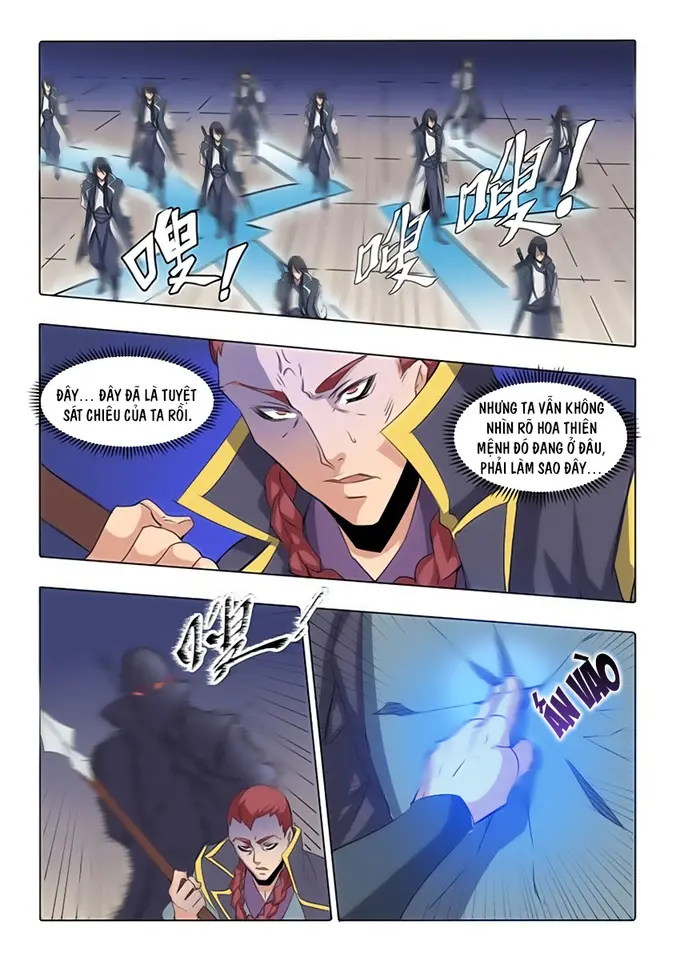 嗖!
嗖
嗖!
ĐÂY... ĐÂY ĐÃ LÀ TUYỆT
SÁT CHIÊU CỦA TA RỒI.
NHƯNG TA VẪN KHÔNG
NHÌN RÕ HOA THIÊN
MỆNH ĐÓ ĐANG Ở ĐÂU,
PHẢI LÀM SAO ĐÂY...
嗖!
ẤN VÀO